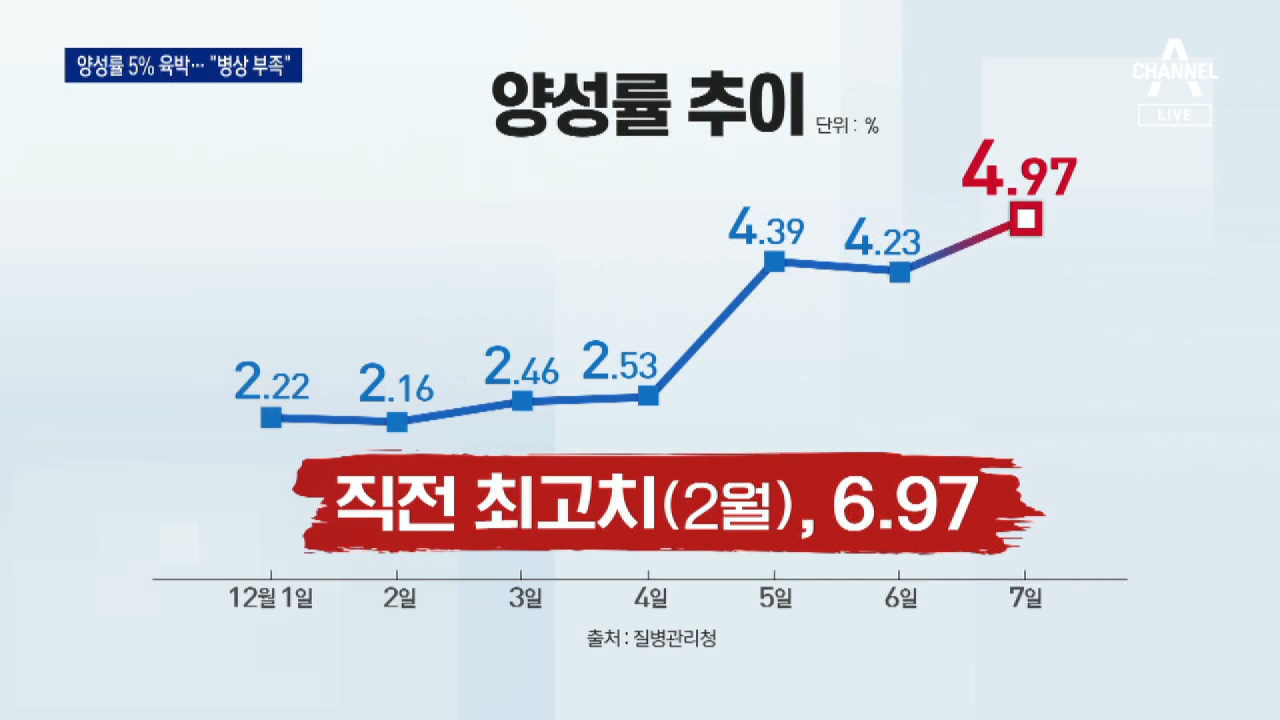 양성률 5% 육박… "병상 부족"
CHANNEL A
LIVE
양성률 추이 단위 : %
2.22
2.16
2.46
2.53
4.39
4.23
4.97
직전 최고치(2월), 6.97
12월 1일 2일 3일 4일 5일 6일 7일
출처 : 질병관리청